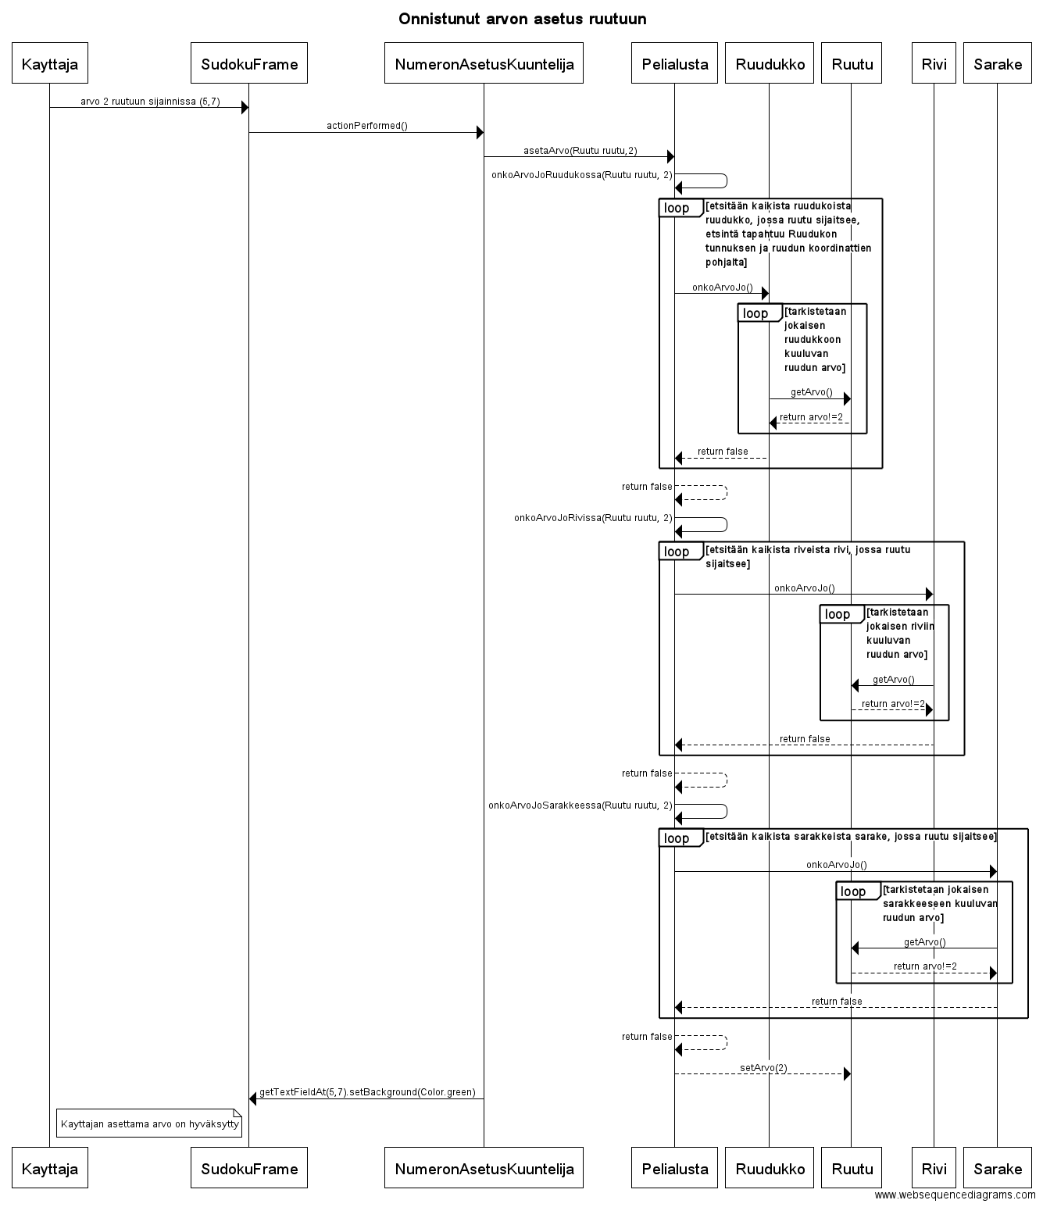 Onnistunut arvon asetus ruutuun
Kayttaja
SudokuFrame
NumeronAsetusKuuntelija
Pelialusta
Ruudukko
Ruutu
Rivi
Sarake
arvo 2 ruutuun sijainnissa (6,7)
actionPerformed()
asetaArvo(Ruutu ruutu,2)
onkoArvoJoRuudukossa(Ruutu ruutu, 2)
loop
[etsitään kaikista ruudukoista
ruudukko, jossa ruutu sijaitsee,
etsintä tapahtuu Ruudukon
tunnuksen ja ruudun koordinattien
pohjalta]
onkoArvoJo()
loop
[tarkistetaan
jokaisen
ruudukkoon
kuuluvan
ruudun arvo]
getArvo()
return arvo!=2
return false
return false
onkoArvoJoRivissa(Ruutu ruutu, 2)
loop
[etsitään kaikista riveista rivi, jossa ruutu
sijaitsee]
onkoArvoJo()
loop
[tarkistetaan
jokaisen riviin
kuuluvan
ruudun arvo]
getArvo()
return arvo!=2
return false
return false
onkoArvoJoSarakkeessa(Ruutu ruutu, 2)
loop
[etsitään kaikista sarakkeista sarake, jossa ruutu sijaitsee]
onkoArvoJo()
loop
[tarkistetaan jokaisen
sarakkeeseen kuuluvan
ruudun arvo]
getArvo()
return arvo!=2
return false
return false
setArvo(2)
getTextFieldAt(5,7).setBackground(Color.green)
Kayttajan asettama arvo on hyväksytty
Kayttaja
SudokuFrame
NumeronAsetusKuuntelija
Pelialusta
Ruudukko
Ruutu
Rivi
Sarake
www.websequencediagrams.com